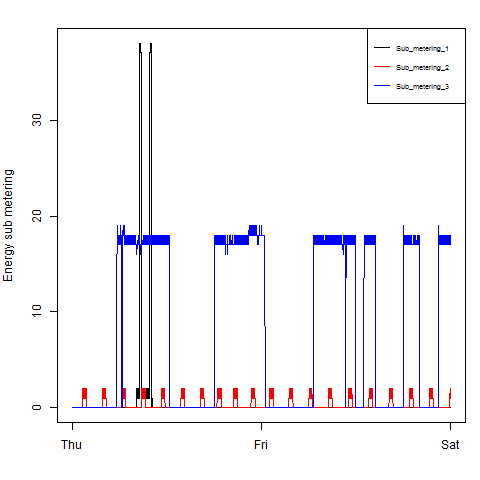 Sub_metering_1
Sub_metering_2
Sub_metering_3
Energy sub metering
30
20
10
0
Thu
Fri
Sat